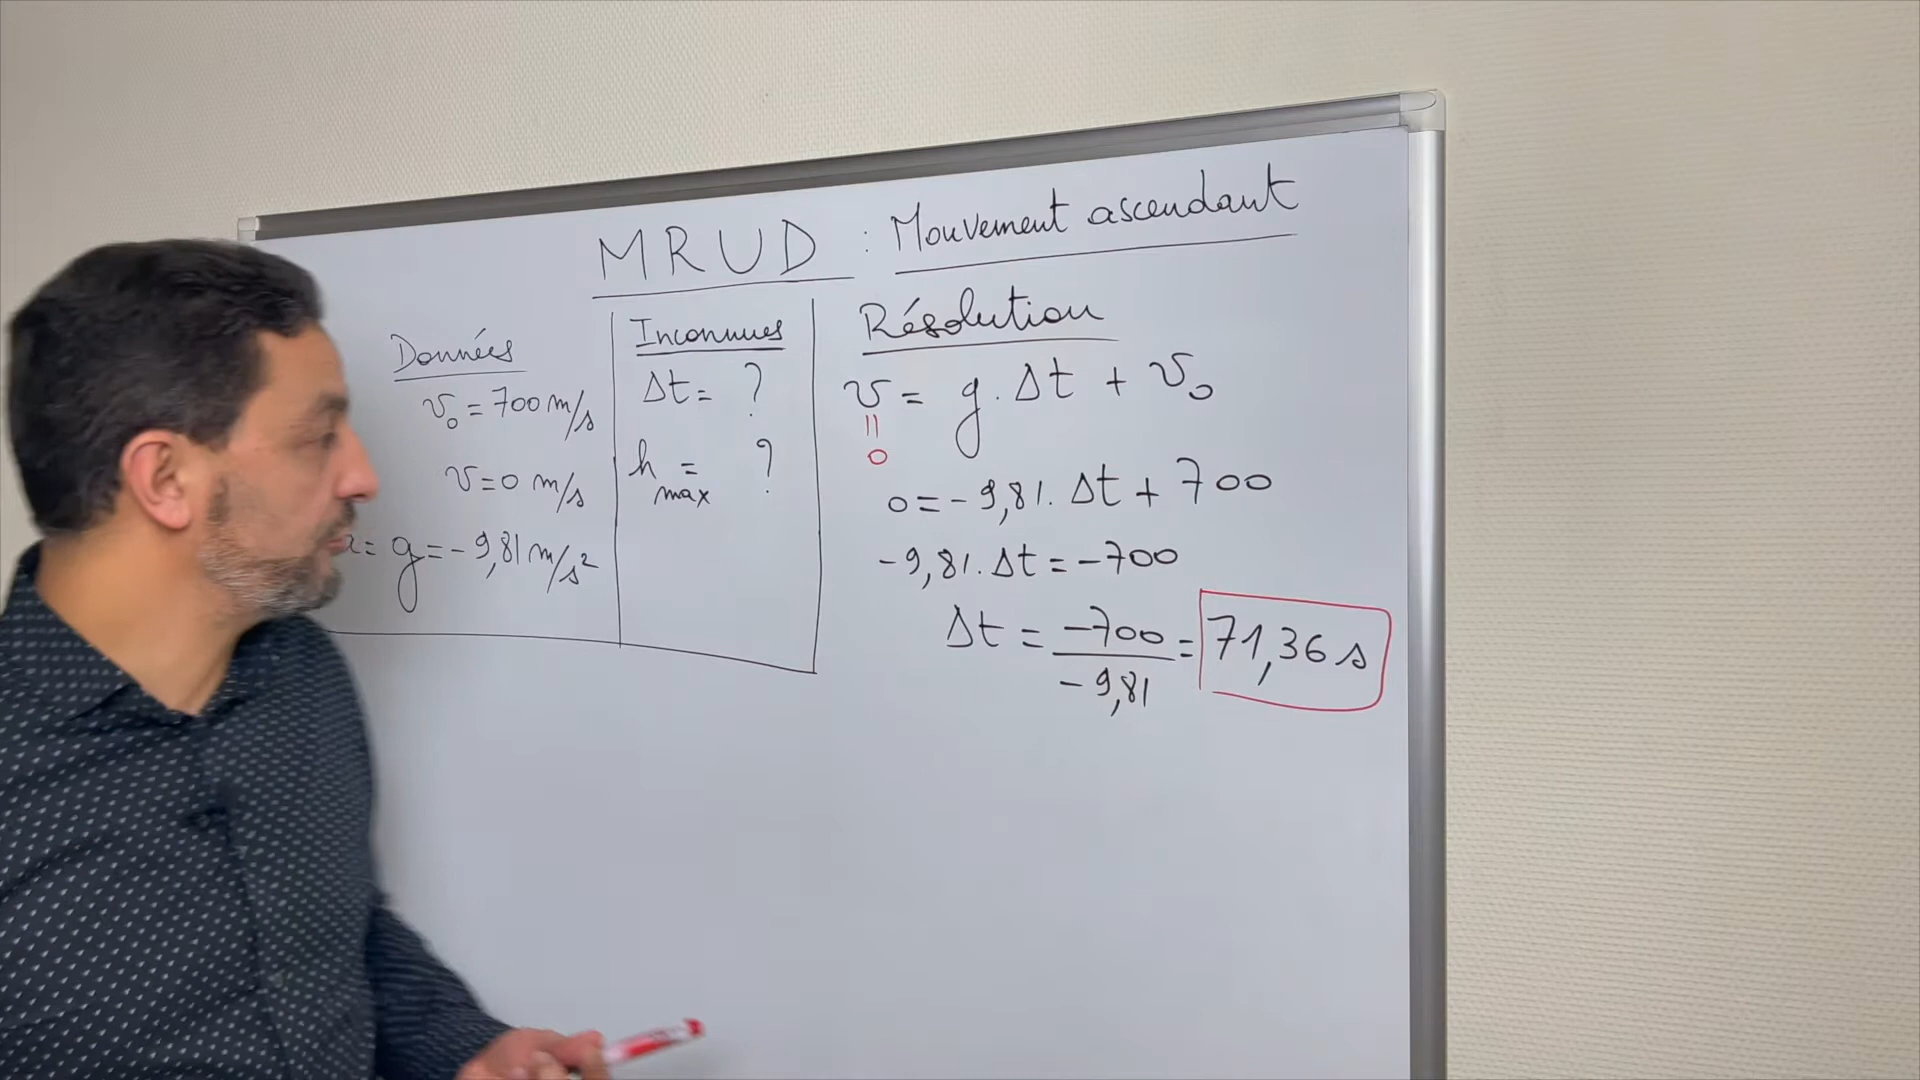 MRUD : Mouvement ascendant
Données
v₀ = 700 m/s
v = 0 m/s
= g = -9,81 m/s²
Inconnues
Δt = ?
h max = ?
Résolution
v = g . Δt + v₀
||
0
0 = -9,81 . Δt + 700
-9,81 . Δt = -700
Δt = -700 / -9,81 = 71,36 s